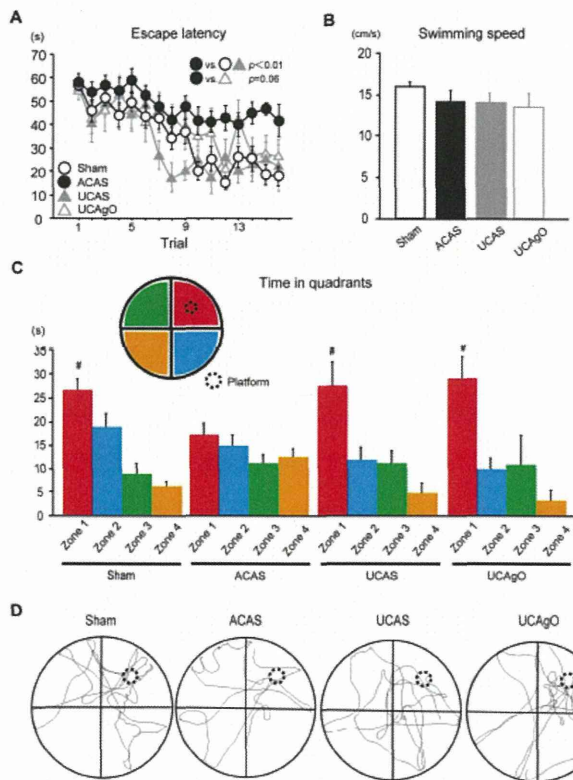 A
Escape latency
(s)
70
60
50
40
30
20
10
0
vs. p<0.01
vs. p=0.06
Sham
ACAS
UCAS
UCAgO
1 5 9 13
Trial
B
(cm/s)
Swimming speed
20
15
10
5
0
Sham ACAS UCAS UCAgO
C
Time in quadrants
(s)
Platform
35
30
25
20
15
10
5
0
# # #
Zone 1 Zone 2 Zone 3 Zone 4 Zone 1 Zone 2 Zone 3 Zone 4 Zone 1 Zone 2 Zone 3 Zone 4 Zone 1 Zone 2 Zone 3 Zone 4
Sham ACAS UCAS UCAgO
D
Sham ACAS UCAS UCAgO